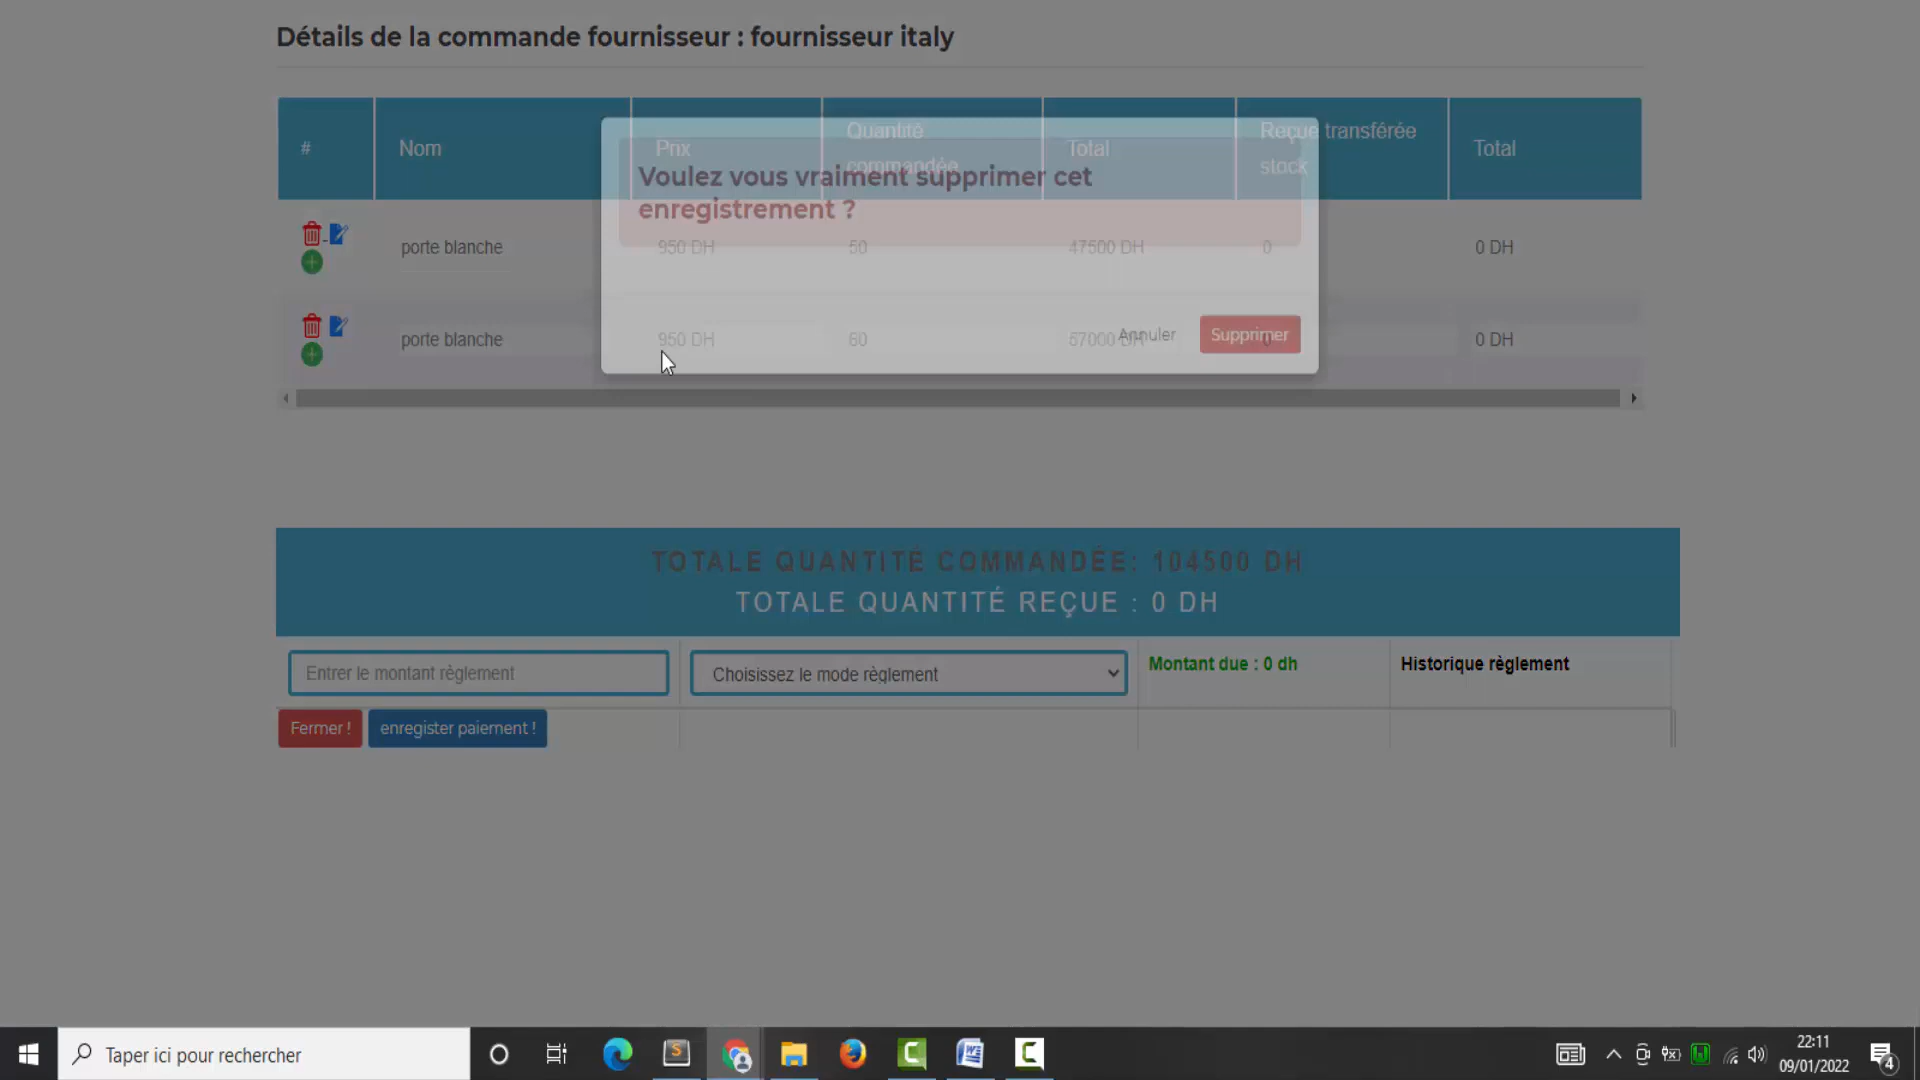 Détails de la commande fournisseur : fournisseur italy
# Nom Prix Quantité commandée Total Reçue transférée stock Total
Voulez vous vraiment supprimer cet
enregistrement ?
porte blanche 950 DH 50 47500 DH 0 0 DH
porte blanche 950 DH 60 57000 DH 0 0 DH
Annuler Supprimer
TOTALE QUANTITÉ COMMANDÉE: 104500 DH
TOTALE QUANTITÉ REÇUE : 0 DH
Entrer le montant règlement Choisissez le mode règlement Montant due : 0 dh Historique règlement
Fermer ! enregister paiement !
Taper ici pour rechercher
22:11
09/01/2022
4